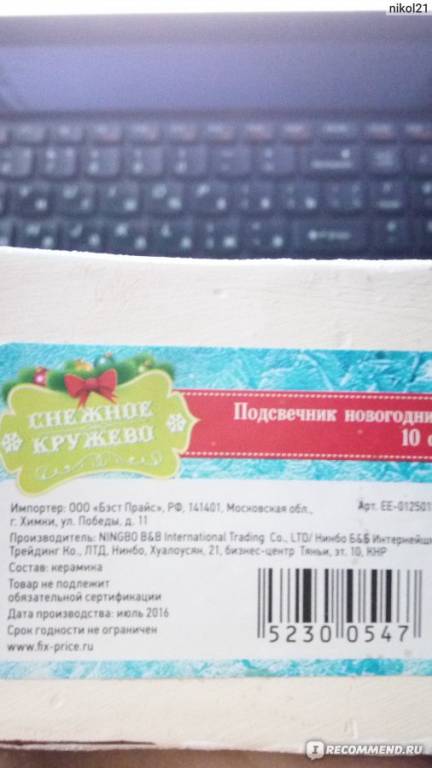 nikol21
СНЕЖНОЕ
КРУЖЕВО
Подсвечник новогодни
10 с
Импортер: ООО «Бэст Прайс», РФ, 141401, Московская обл.,
г. Химки, ул. Победы, д. 11
Арт. EE-012501
Производитель: NINGBO B&B International Trading Co., LTD/ Нинбо Б&Б Интернейш
Трейдинг Ко., ЛТД, Нинбо, Хуалоусян, 21, бизнес-центр Тяньи, эт. 10, КНР
Состав: керамика
Товар не подлежит
обязательной сертификации
Дата производства: июль 2016
Срок годности не ограничен
www.fix-price.ru
5230 0547
I RECOMMEND.RU